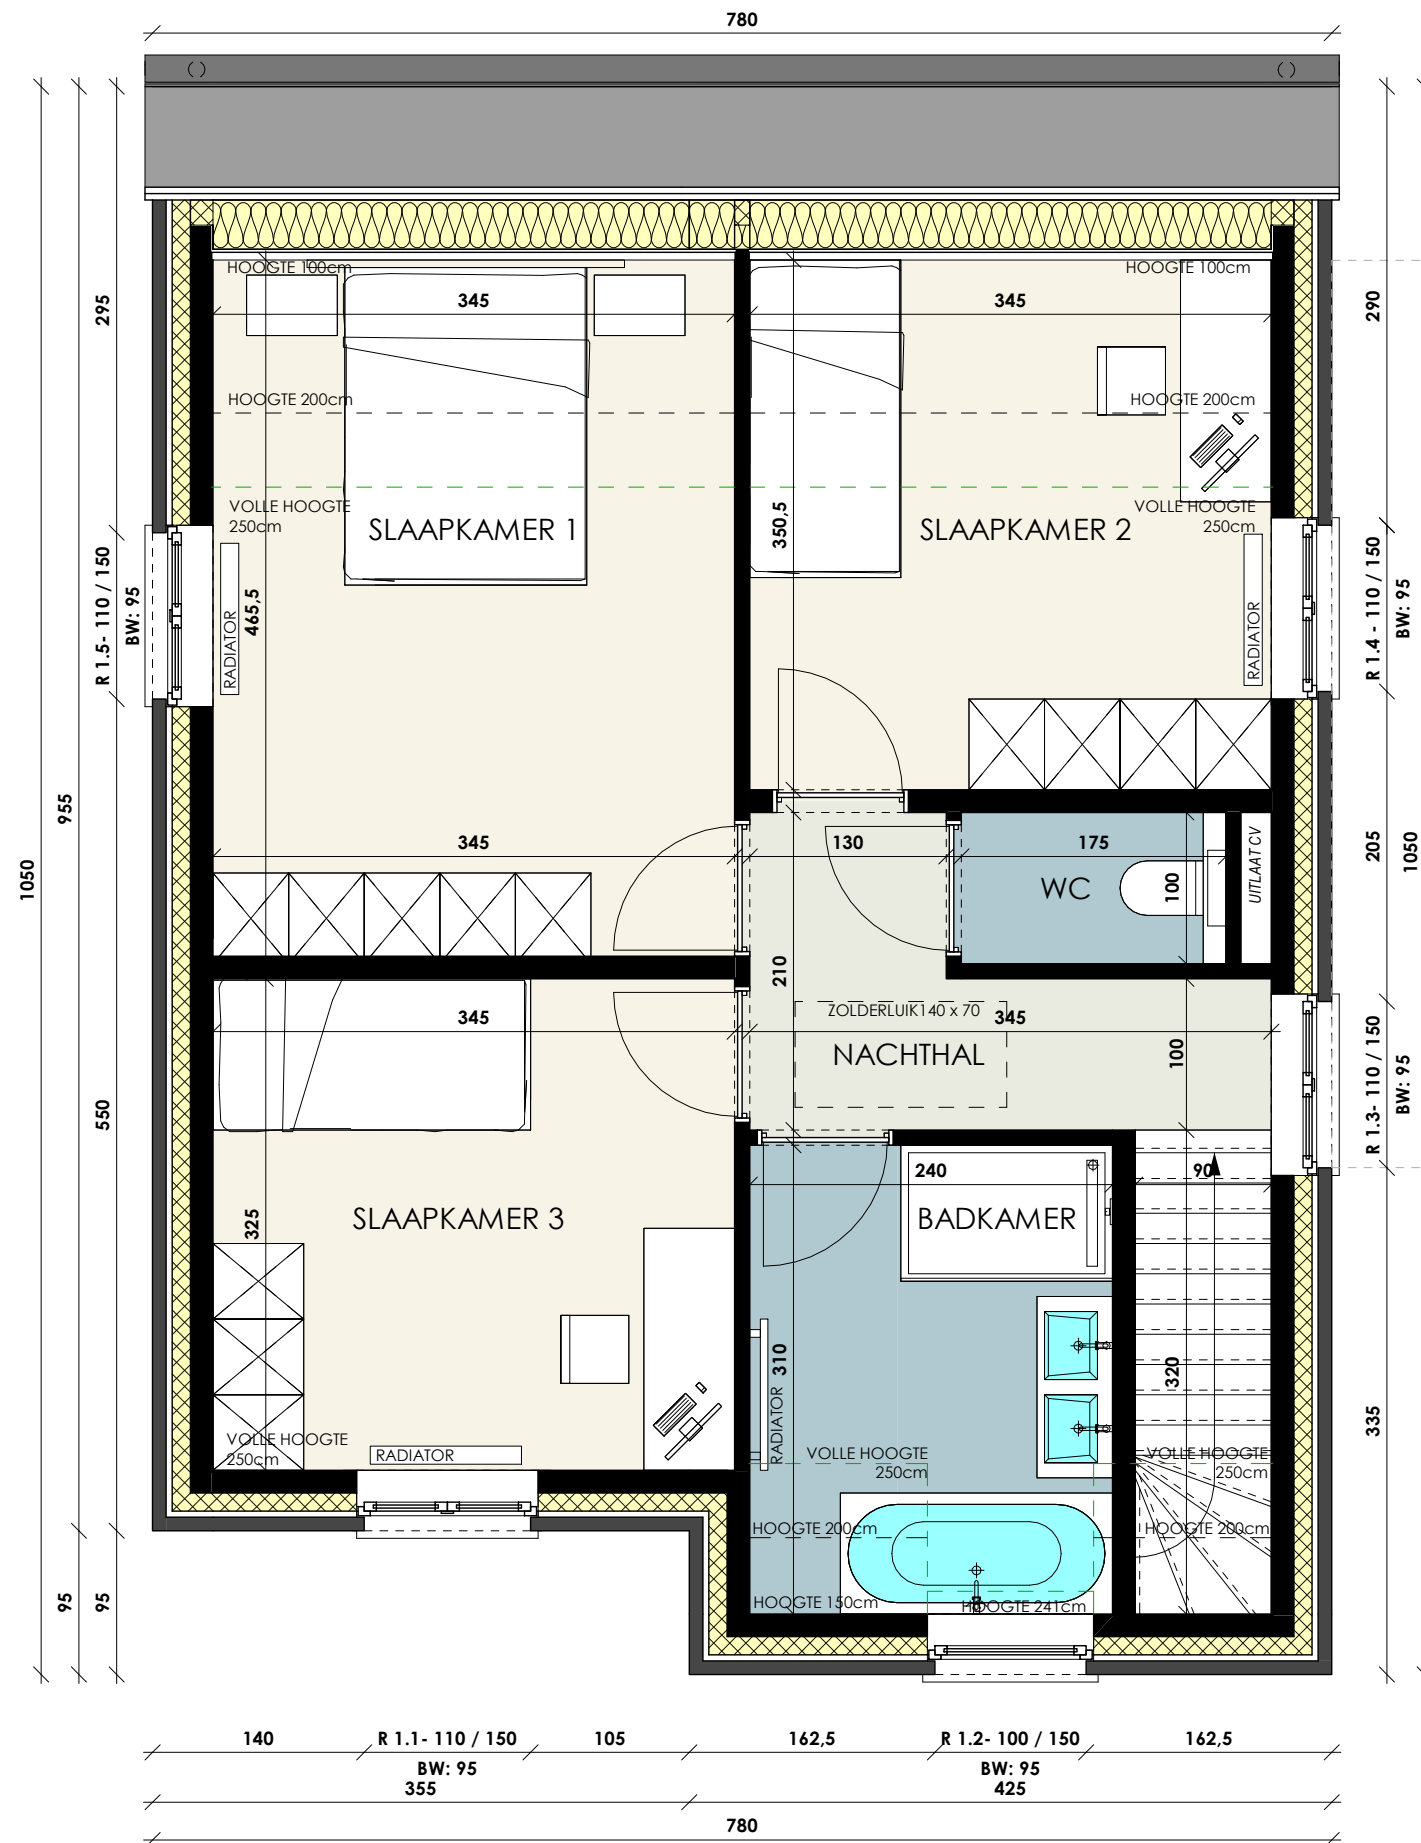 780
( )
( )
HOOGTE 100cm
HOOGTE 100cm
295
345
345
290
HOOGTE 200cm
HOOGTE 200cm
VOLLE HOOGTE
250cm
VOLLE HOOGTE
250cm
SLAAPKAMER 1
350,5
SLAAPKAMER 2
R 1.5- 110 / 150
BW: 95
RADIATOR
465,5
RADIATOR
R 1.4 - 110 / 150
BW: 95
955
1050
345
130
175
WC
100
UITLAAT CV
205
1050
210
ZOLDERLUIK140 x 70
345
345
NACHTHAL
100
R 1.3- 110 / 150
BW: 95
550
240
90
SLAAPKAMER 3
325
BADKAMER
310
RADIATOR
320
335
VOLLE HOOGTE
250cm
RADIATOR
VOLLE HOOGTE
250cm
VOLLE HOOGTE
250cm
HOOGTE 200cm
HOOGTE 200cm
95
95
HOOGTE 150cm
HOOGTE 241cm
140
R 1.1- 110 / 150
BW: 95
105
162,5
R 1.2- 100 / 150
BW: 95
162,5
355
425
780